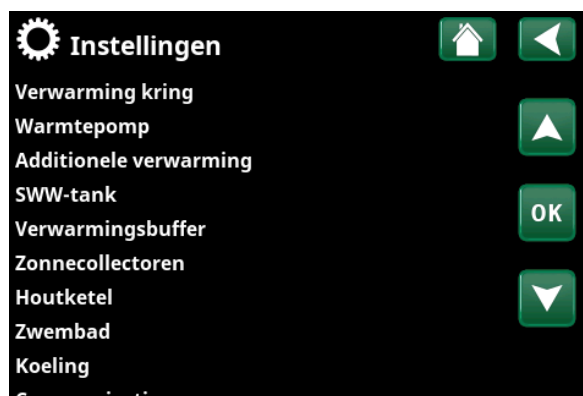 Instellingen
Verwarming kring
Warmtepomp
Additionele verwarming
SWW-tank
OK
Verwarmingsbuffer
Zonnecollectoren
Houtketel
Zwembad
Koeling